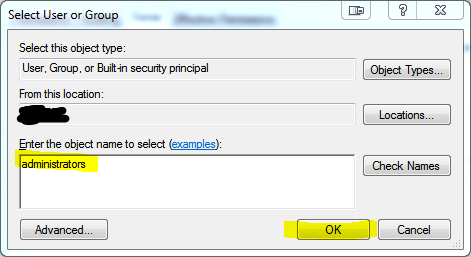 Select User or Group
Select this object type:
User, Group, or Built-in security principal
Object Types...
From this location:
Locations...
Enter the object name to select (examples):
administrators
Check Names
Advanced...
OK
Cancel